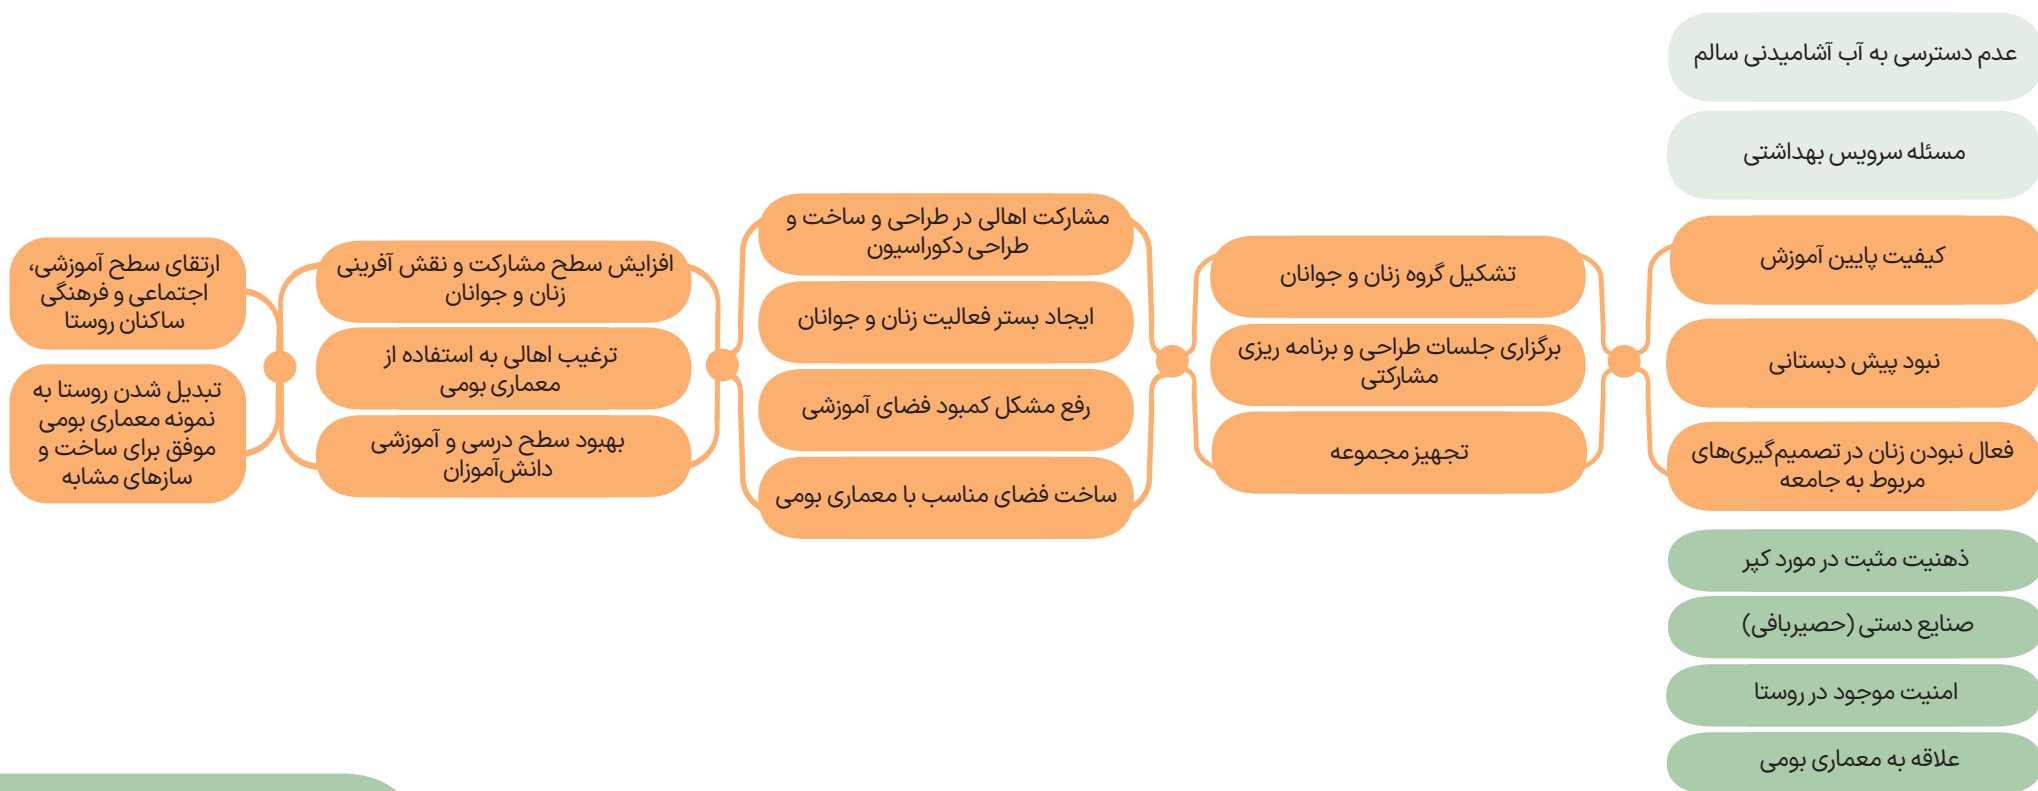 عدم دسترسی به آب آشامیدنی سالم
مسئله سرویس بهداشتی
کیفیت پایین آموزش
نبود پیش دبستانی
فعال نبودن زنان در تصمیم‌گیری‌های
مربوط به جامعه
ذهنیت مثبت در مورد کپر
صنایع دستی (حصیربافی)
امنیت موجود در روستا
علاقه به معماری بومی
تشکیل گروه زنان و جوانان
برگزاری جلسات طراحی و برنامه ریزی
مشارکتی
تجهیز مجموعه
مشارکت اهالی در طراحی و ساخت و
طراحی دکوراسیون
ایجاد بستر فعالیت زنان و جوانان
رفع مشکل کمبود فضای آموزشی
ساخت فضای مناسب با معماری بومی
افزایش سطح مشارکت و نقش آفرینی
زنان و جوانان
ترغیب اهالی به استفاده از
معماری بومی
بهبود سطح درسی و آموزشی
دانش‌آموزان
ارتقای سطح آموزشی،
اجتماعی و فرهنگی
ساکنان روستا
تبدیل شدن روستا به
نمونه معماری بومی
موفق برای ساخت و
سازهای مشابه